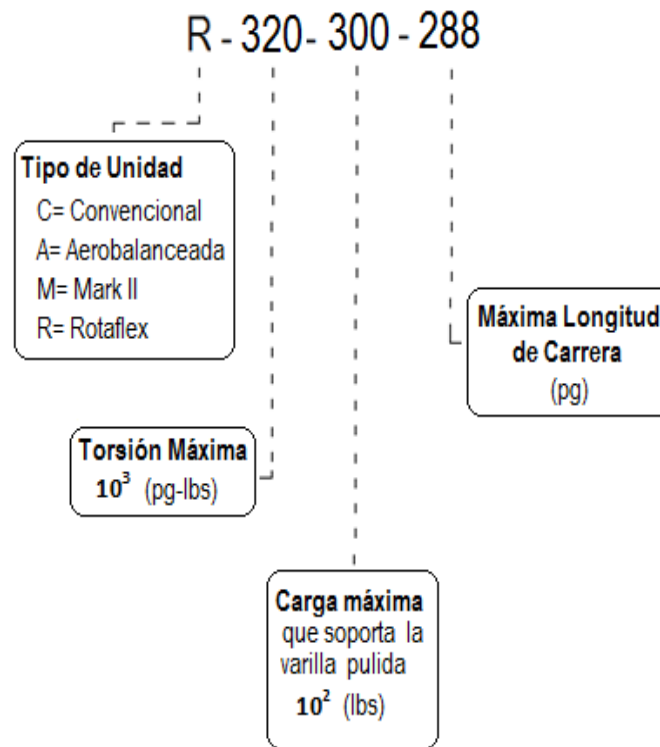 R - 320 - 300 - 288
Tipo de Unidad
C= Convencional
A= Aerobalanceada
M= Mark II
R= Rotaflex
Máxima Longitud
de Carrera
(pg)
Torsión Máxima
10³ (pg-lbs)
Carga máxima
que soporta la
varilla pulida
10² (lbs)